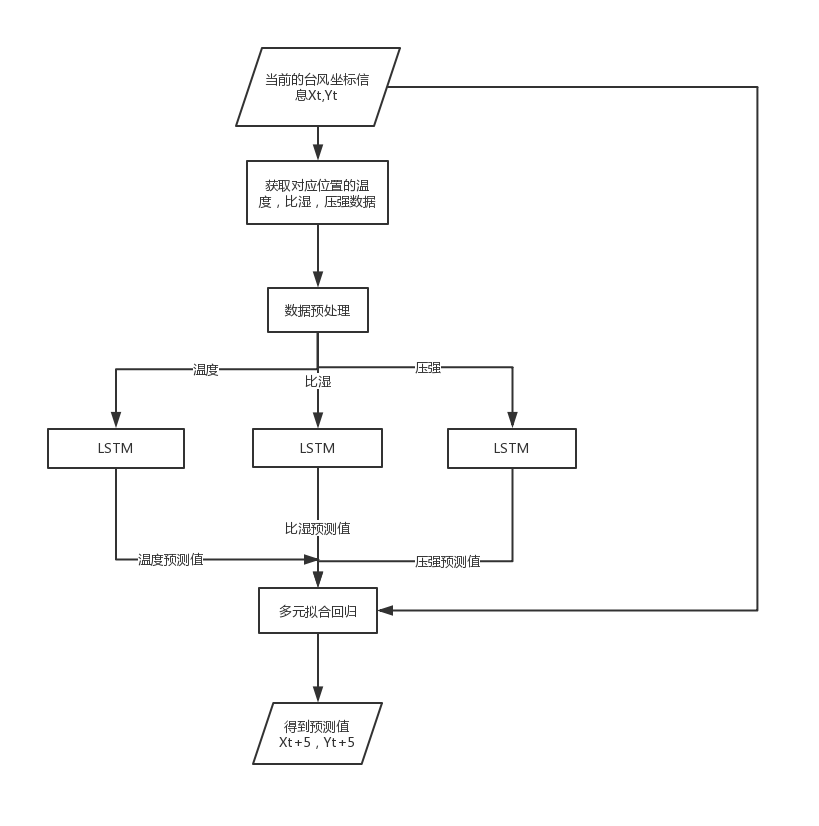 当前的台风坐标信
息Xt,Yt
获取对应位置的温
度，比湿，压强数据
数据预处理
温度
比湿
压强
LSTM
LSTM
LSTM
比湿预测值
温度预测值
压强预测值
多元拟合回归
得到预测值
Xt+5，Yt+5